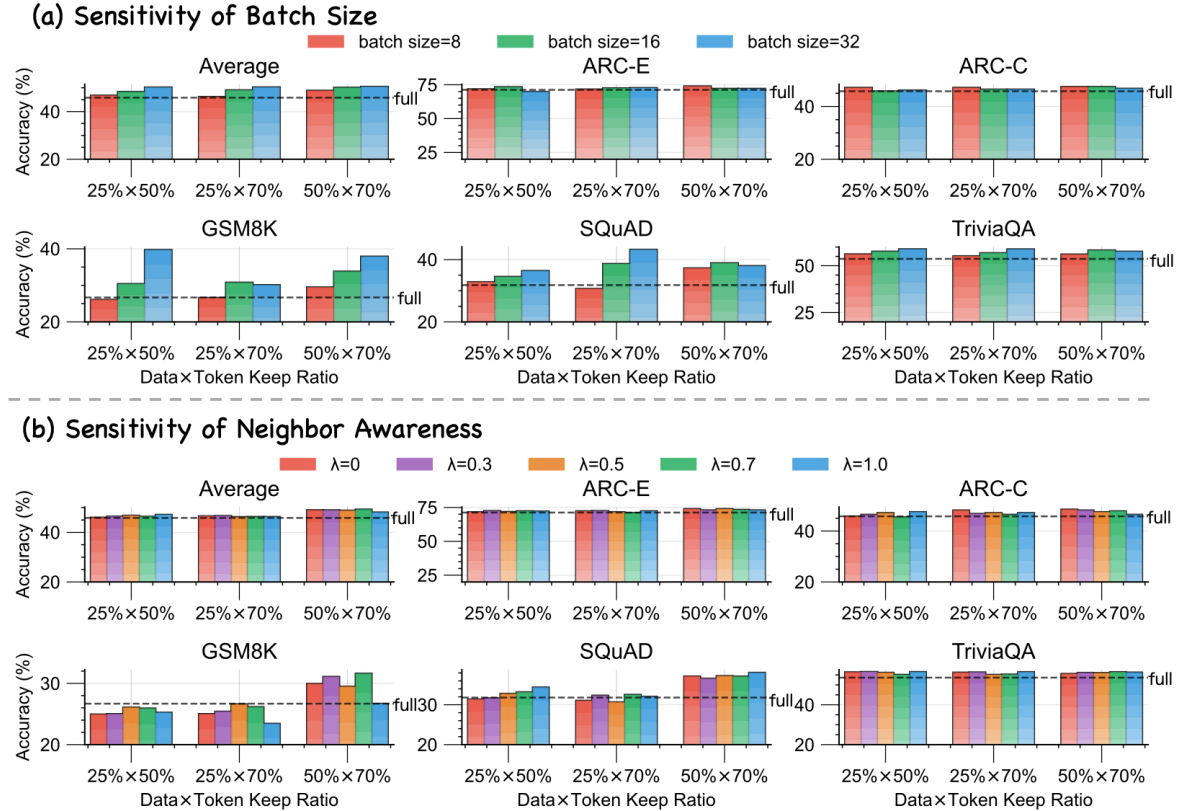 (a) Sensitivity of Batch Size
batch size=8 batch size=16 batch size=32
Average ARC-E ARC-C
Accuracy (%)
40
20
full
25%×50% 25%×70% 50%×70%
75
50
25
full
25%×50% 25%×70% 50%×70%
40
20
full
25%×50% 25%×70% 50%×70%
GSM8K SQuAD TriviaQA
Accuracy (%)
40
30
20
full
25%×50% 25%×70% 50%×70%
Data×Token Keep Ratio
40
20
full
25%×50% 25%×70% 50%×70%
Data×Token Keep Ratio
50
25
full
25%×50% 25%×70% 50%×70%
Data×Token Keep Ratio
(b) Sensitivity of Neighbor Awareness
λ=0 λ=0.3 λ=0.5 λ=0.7 λ=1.0
Average ARC-E ARC-C
Accuracy (%)
40
20
full
25%×50% 25%×70% 50%×70%
75
50
25
full
25%×50% 25%×70% 50%×70%
40
20
full
25%×50% 25%×70% 50%×70%
GSM8K SQuAD TriviaQA
Accuracy (%)
30
20
full
25%×50% 25%×70% 50%×70%
Data×Token Keep Ratio
30
20
full
25%×50% 25%×70% 50%×70%
Data×Token Keep Ratio
40
20
full
25%×50% 25%×70% 50%×70%
Data×Token Keep Ratio